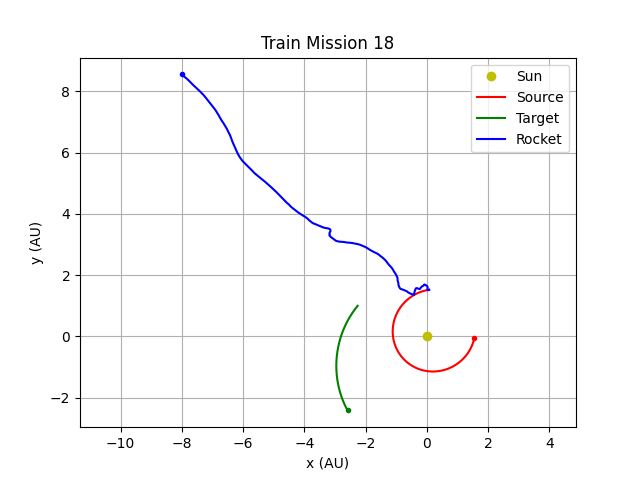 Train Mission 18
Sun
Source
Target
Rocket
y (AU)
8
6
4
2
0
−2
−10
−8
−6
−4
−2
0
2
4
x (AU)